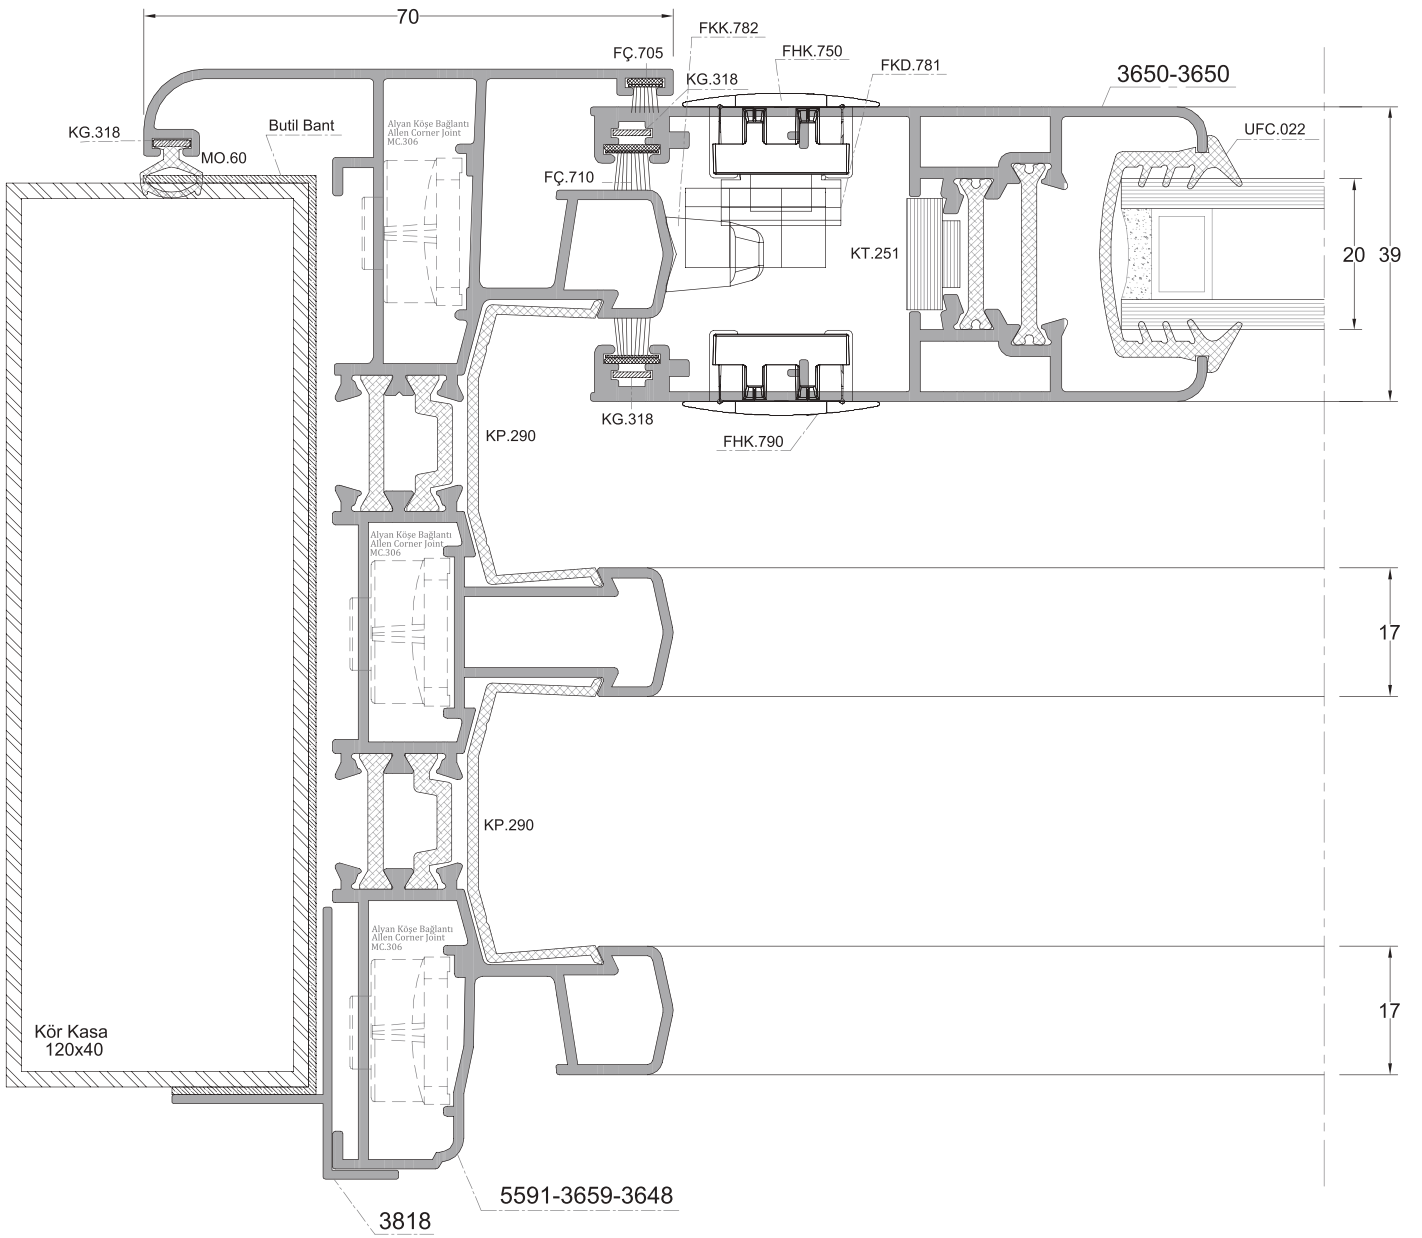 70
FKK.782
FÇ.705
FHK.750
FKD.781
KG.318
3650-3650
KG.318
Butil Bant
Alyan Köşe Bağlantı
Allen Corner Joint
MC.306
UFC.022
MO.60
FÇ.710
KT.251
20
39
KG.318
KP.290
FHK.790
Alyan Köşe Bağlantı
Allen Corner Joint
MC.306
17
KP.290
Alyan Köşe Bağlantı
Allen Corner Joint
MC.306
17
Kör Kasa
120x40
5591-3659-3648
3818